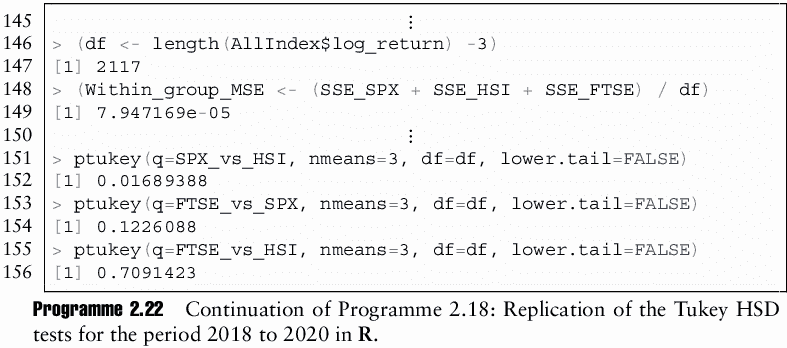 145 ⋮
146 > (df <- length(AllIndex$log_return) -3)
147 [1] 2117
148 > (Within_group_MSE <- (SSE_SPX + SSE_HSI + SSE_FTSE) / df)
149 [1] 7.947169e-05
150 ⋮
151 > ptukey(q=SPX_vs_HSI, nmeans=3, df=df, lower.tail=FALSE)
152 [1] 0.01689388
153 > ptukey(q=FTSE_vs_SPX, nmeans=3, df=df, lower.tail=FALSE)
154 [1] 0.1226088
155 > ptukey(q=FTSE_vs_HSI, nmeans=3, df=df, lower.tail=FALSE)
156 [1] 0.7091423
Programme 2.22 Continuation of Programme 2.18: Replication of the Tukey HSD
tests for the period 2018 to 2020 in R.